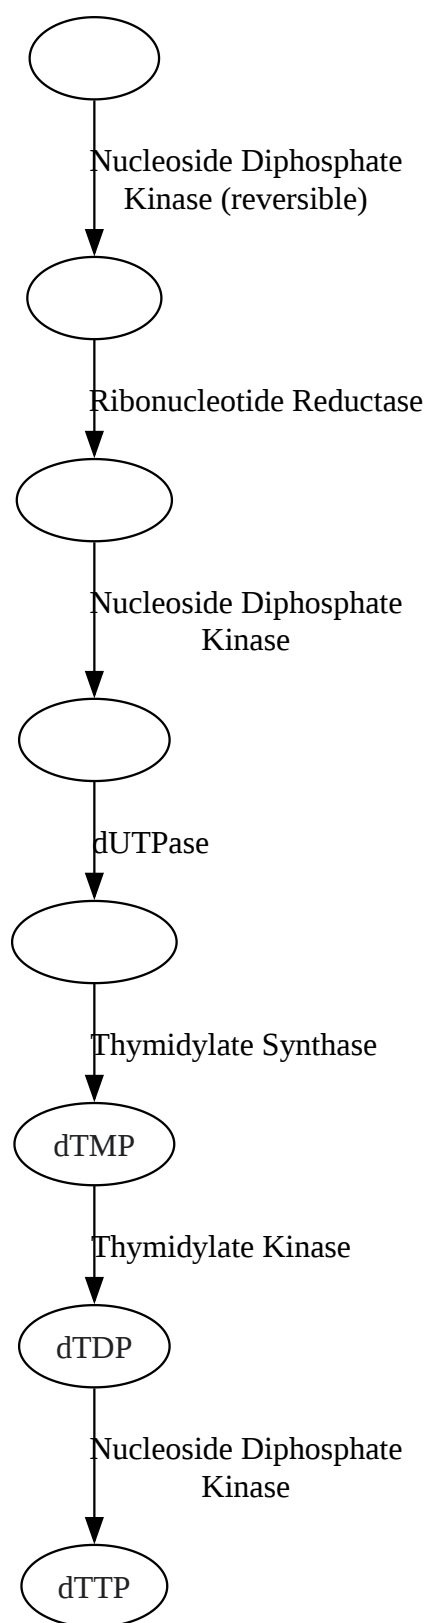 Nucleoside Diphosphate
Kinase (reversible)
Ribonucleotide Reductase
Nucleoside Diphosphate
Kinase
dUTPase
Thymidylate Synthase
dTMP
Thymidylate Kinase
dTDP
Nucleoside Diphosphate
Kinase
dTTP